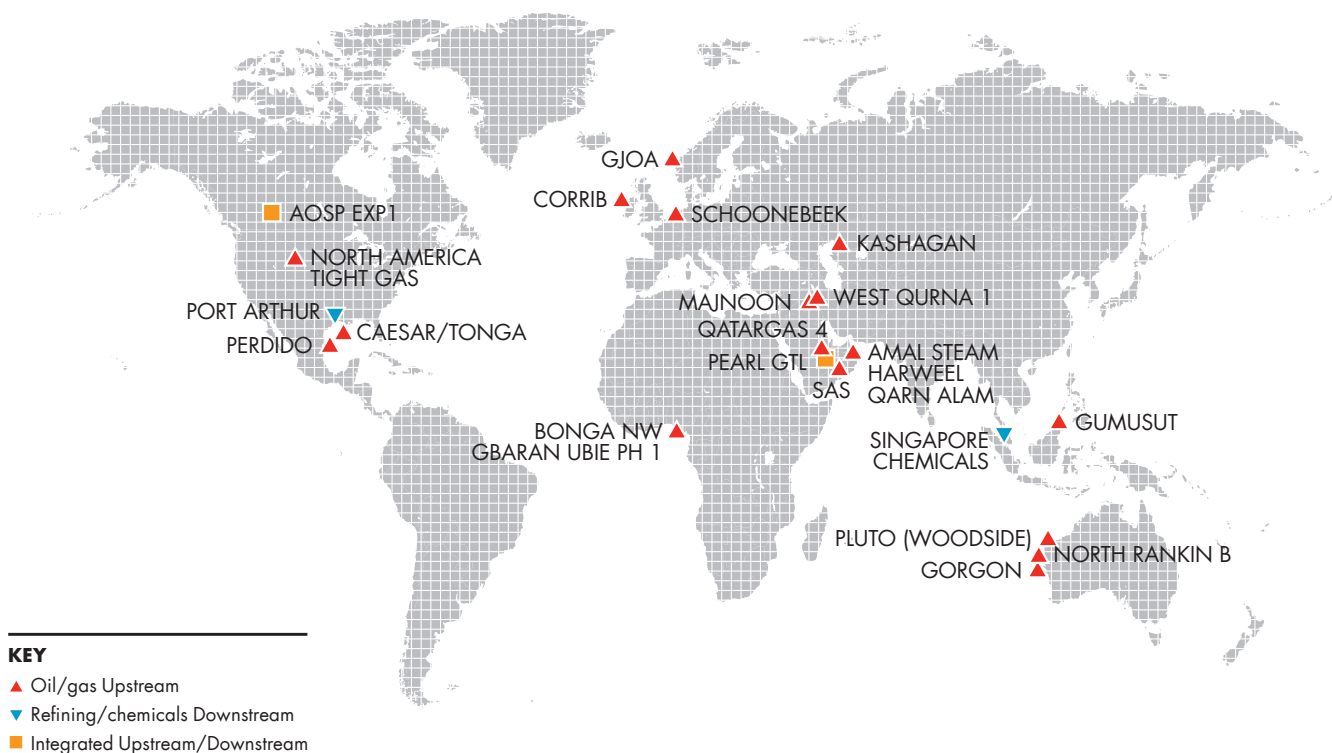 GJOA
CORRIB
AOSP EXP1
SCHOONEBEEK
KASHAGAN
NORTH AMERICA
TIGHT GAS
PORT ARTHUR
MAJNOON
WEST QURNA 1
CAESAR/TONGA
QATARGAS 4
PERDIDO
PEARL GTL
AMAL STEAM
HARWEEL
QARN ALAM
SAS
BONGA NW
GBARAN UBIE PH 1
GUMUSUT
SINGAPORE
CHEMICALS
PLUTO (WOODSIDE)
NORTH RANKIN B
GORGON
KEY
Oil/gas Upstream
Refining/chemicals Downstream
Integrated Upstream/Downstream